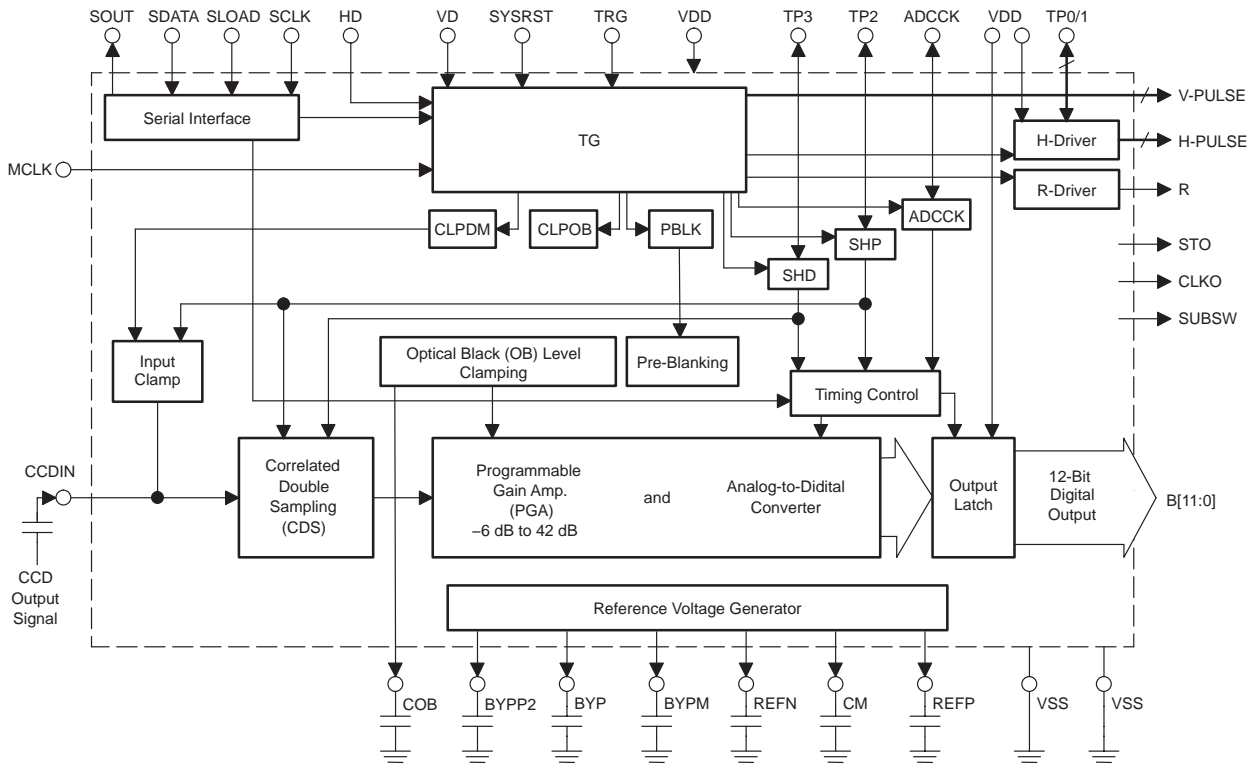 SOUT
SDATA
SLOAD
SCLK
HD
VD
SYSRST
TRG
VDD
TP3
TP2
ADCCK
VDD
TP0/1
V-PULSE
Serial Interface
TG
H-Driver
H-PULSE
MCLK
R-Driver
R
CLPDM
CLPOB
PBLK
ADCCK
SHP
STO
SHD
CLKO
SUBSW
Input
Clamp
Optical Black (OB) Level
Clamping
Pre-Blanking
Timing Control
CCDIN
Correlated
Double
Sampling
(CDS)
Programmable
Gain Amp.
(PGA)
–6 dB to 42 dB
and
Analog-to-Didital
Converter
Output
Latch
12-Bit
Digital
Output
B[11:0]
CCD
Output
Signal
Reference Voltage Generator
COB
BYPP2
BYP
BYPM
REFN
CM
REFP
VSS
VSS